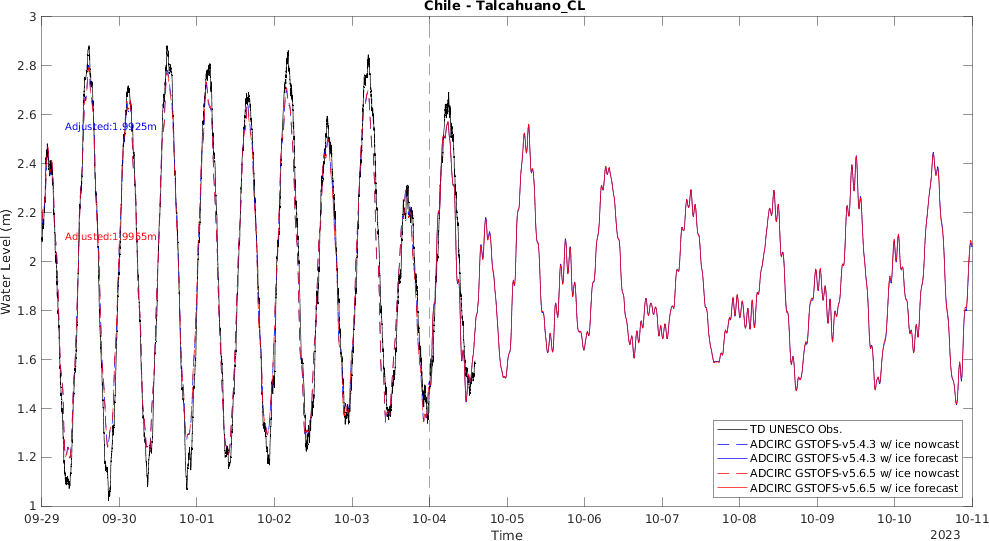 Chile - Talcahuano_CL
3
2.8
2.6
2.4
2.2
2
1.8
1.6
1.4
1.2
1
Water Level (m)
Adjusted:1.9925m
Adjusted:1.9965m
TD UNESCO Obs.
ADCIRC GSTOFS-v5.4.3 w/ ice nowcast
ADCIRC GSTOFS-v5.4.3 w/ ice forecast
ADCIRC GSTOFS-v5.6.5 w/ ice nowcast
ADCIRC GSTOFS-v5.6.5 w/ ice forecast
09-29 09-30 10-01 10-02 10-03 10-04 10-05 10-06 10-07 10-08 10-09 10-10 10-11
Time
2023